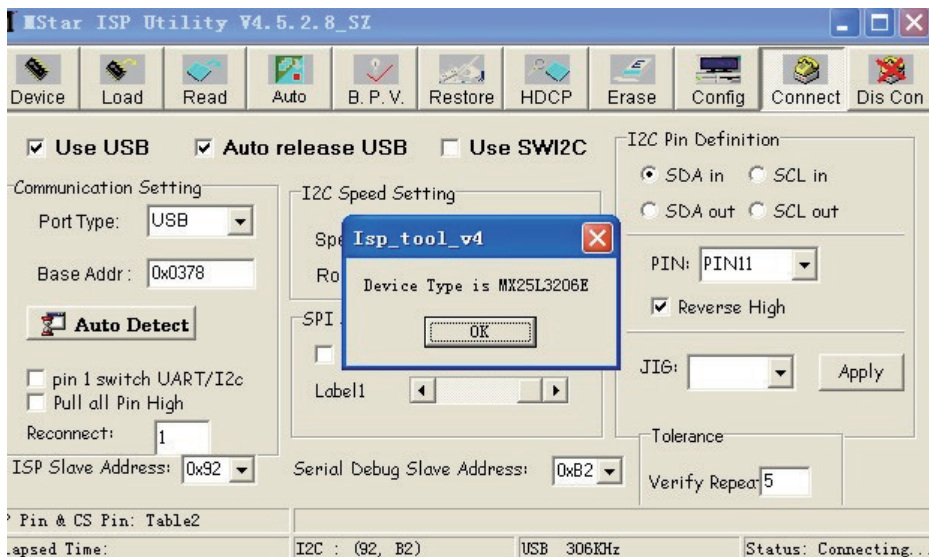 MStar ISP Utility V4.5.2.8_SZ
Device Load Read Auto B.P.V. Restore HDCP Erase Config Connect Dis Con
Use USB Auto release USB Use SWI2C
I2C Pin Definition
SDA in SCL in
SDA out SCL out
PIN: PIN11
Reverse High
JIG:
Apply
Communication Setting
Port Type: USB
Base Addr: 0x0378
Auto Detect
pin 1 switch UART/I2c
Pull all Pin High
Reconnect: 1
I2C Speed Setting
Isp_tool_v4
Device Type is MX25L3206E
OK
SPI
Label1
Tolerance
Verify Repeat 5
ISP Slave Address: 0x92
Serial Debug Slave Address: 0xB2
Pin & CS Pin: Table2
I2C : (92, B2)
USB 306KHz
Status: Connecting..